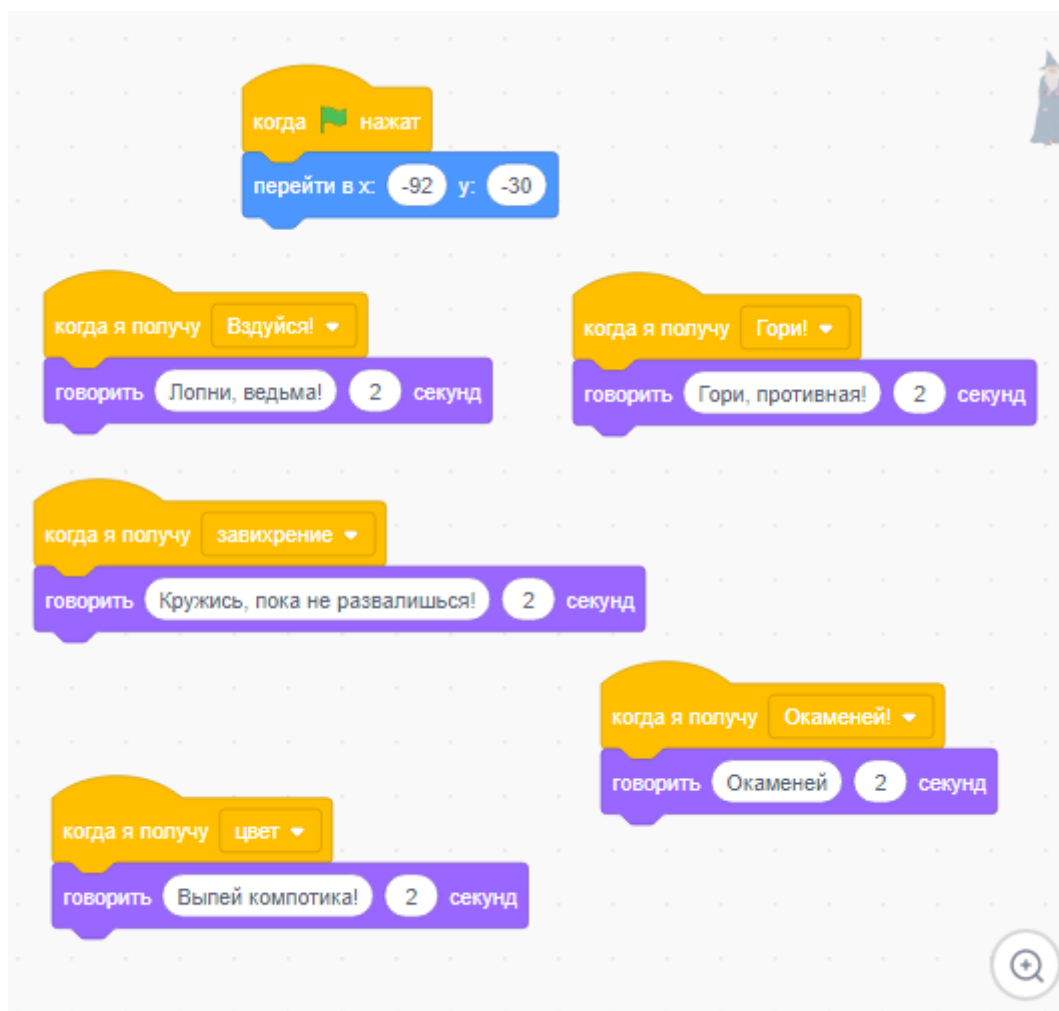 когда нажат
перейти в x: -92 y: -30
когда я получу Вздуйся!
говорить Лопни, ведьма! 2 секунд
когда я получу Гори!
говорить Гори, противная! 2 секунд
когда я получу завихрение
говорить Кружись, пока не развалишься! 2 секунд
когда я получу Окаменей!
говорить Окаменей 2 секунд
когда я получу цвет
говорить Выпей компотика! 2 секунд